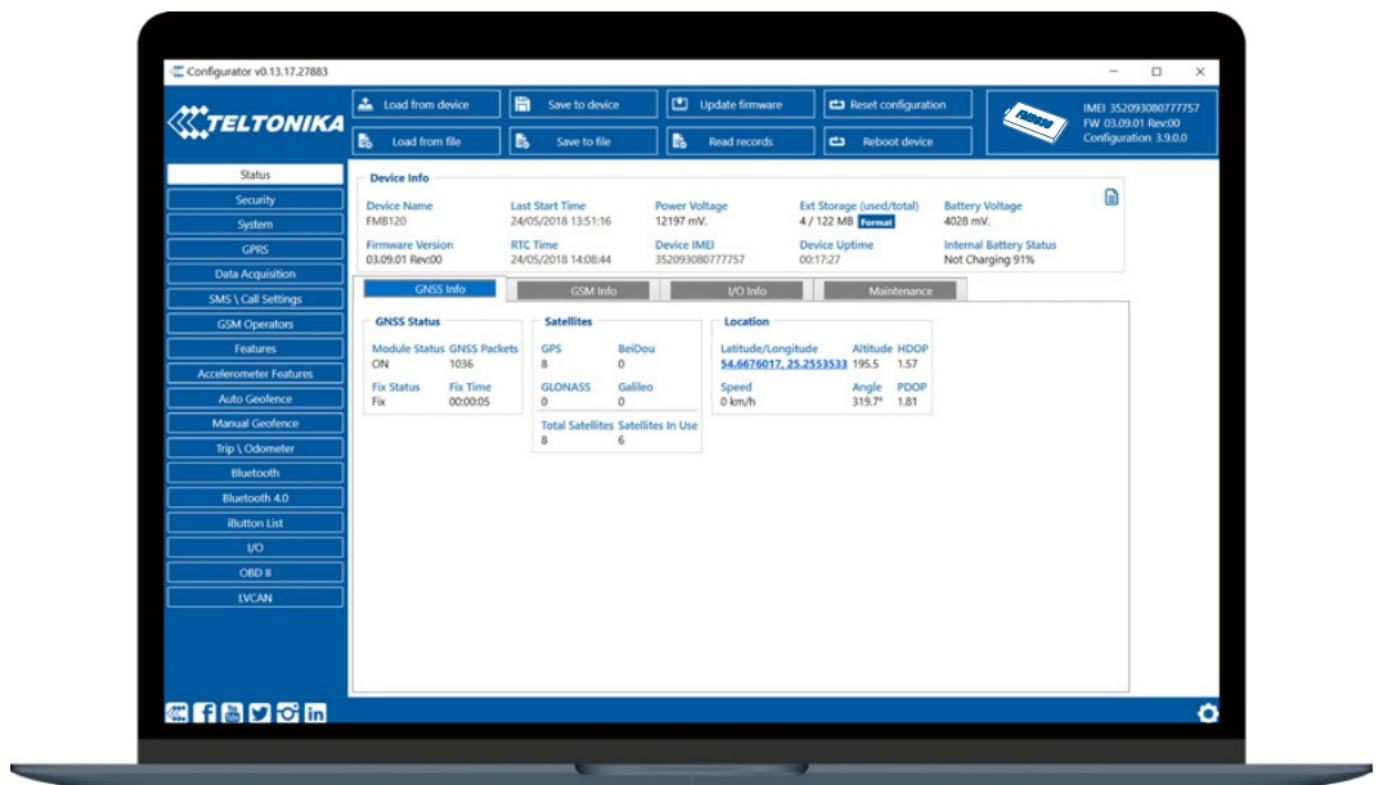 Configurator v0.13.17.27883
TELTONIKA
Load from device
Save to device
Update firmware
Reset configuration
Load from file
Save to file
Read records
Reboot device
IMEI 352093080777757
FW 03.09.01 Rev:00
Configuration 3.9.0.0
Status
Security
System
GPRS
Data Acquisition
SMS \ Call Settings
GSM Operators
Features
Accelerometer Features
Auto Geofence
Manual Geofence
Trip \ Odometer
Bluetooth
Bluetooth 4.0
iButton List
I/O
OBD II
LVCAN
Device Info
Device Name Last Start Time Power Voltage Ext Storage (used/total) Battery Voltage
FMB120 24/05/2018 13:51:16 12197 mV. 4 / 122 MB Format 4028 mV.
Firmware Version RTC Time Device IMEI Device Uptime Internal Battery Status
03.09.01 Rev:00 24/05/2018 14:08:44 352093080777757 00:17:27 Not Charging 91%
GNSS Info GSM Info I/O Info Maintenance
GNSS Status
Module Status GNSS Packets
ON 1036
Fix Status Fix Time
Fix 00:00:05
Satellites
GPS BeiDou
8 0
GLONASS Galileo
0 0
Total Satellites Satellites In Use
8 6
Location
Latitude/Longitude Altitude HDOP
54.6676017, 25.2553533 195.5 1.57
Speed Angle PDOP
0 km/h 319.7° 1.81